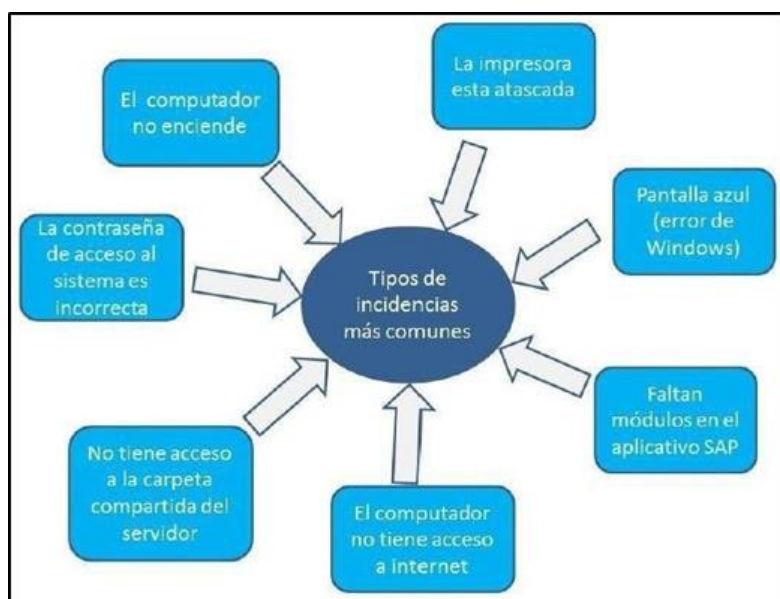 El computador
no enciende
La impresora
esta atascada
Pantalla azul
(error de
Windows)
La contraseña
de acceso al
sistema es
incorrecta
Tipos de
incidencias
más comunes
Faltan
módulos en el
aplicativo SAP
No tiene acceso
a la carpeta
compartida del
servidor
El computador
no tiene acceso
a internet